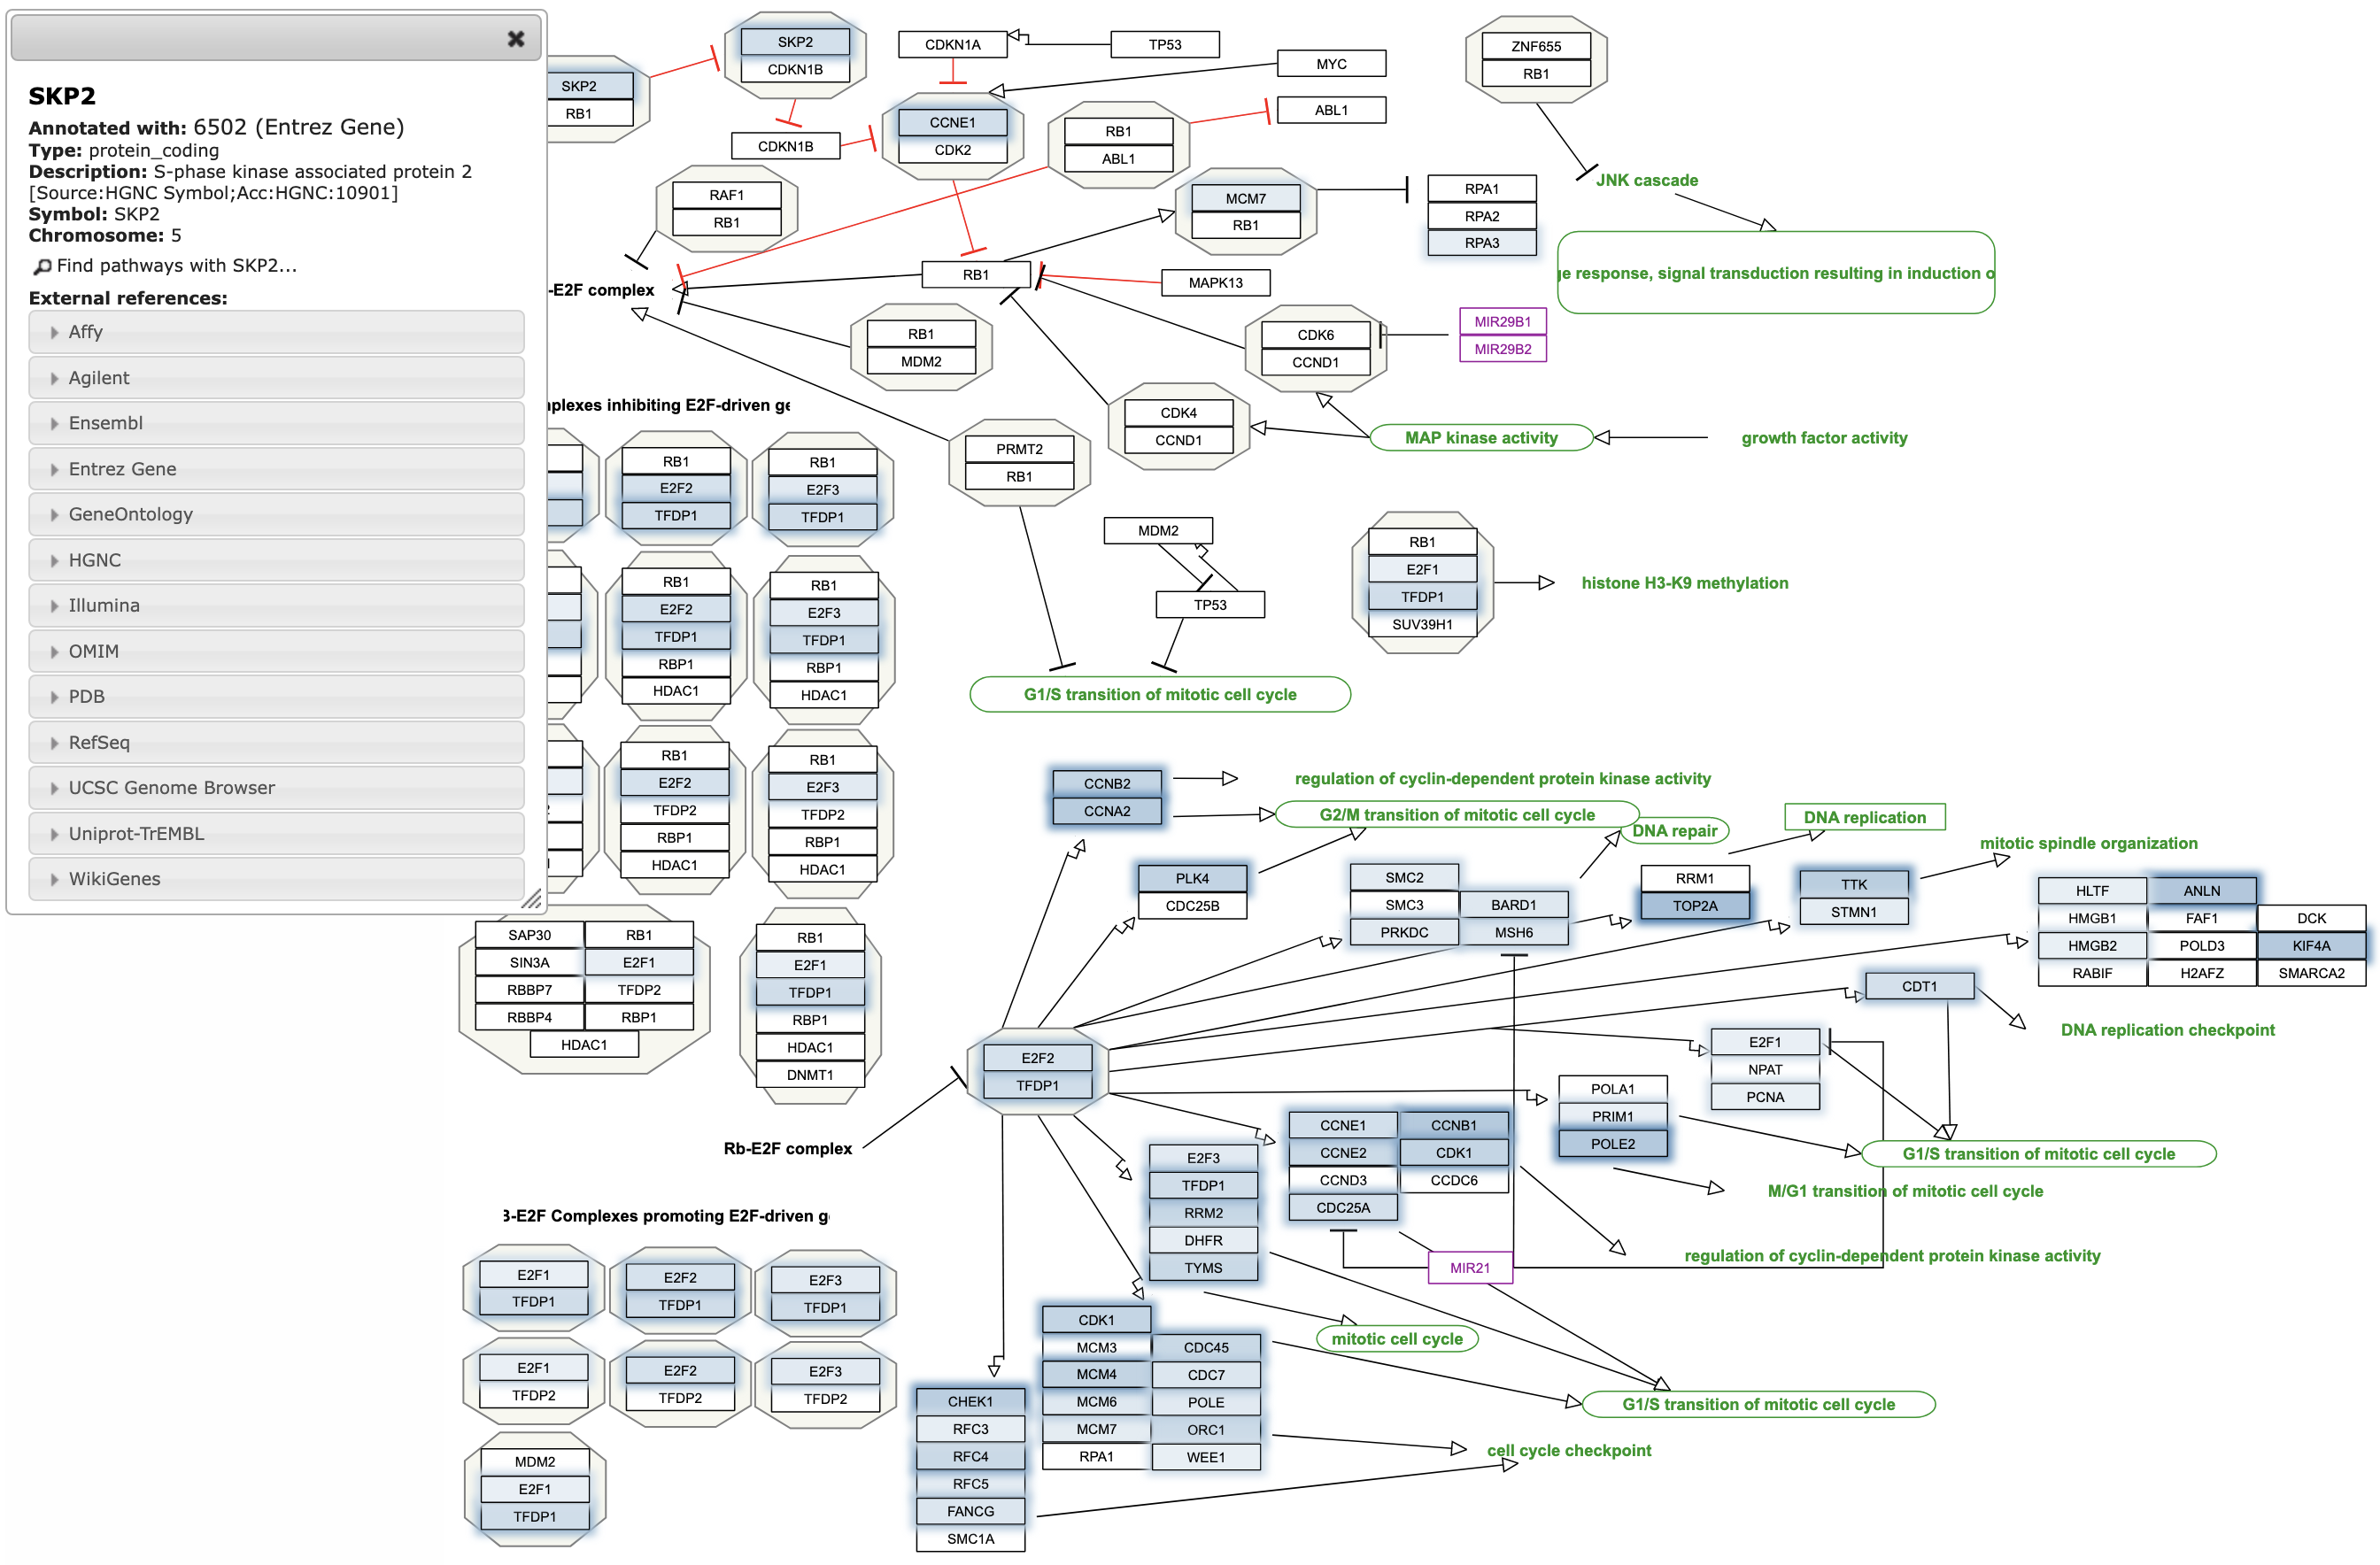 SKP2
Annotated with: 6502 (Entrez Gene)
Type: protein_coding
Description: S-phase kinase associated protein 2
[Source:HGNC Symbol;Acc:HGNC:10901]
Symbol: SKP2
Chromosome: 5
Find pathways with SKP2...
External references:
Affy
Agilent
Ensembl
Entrez Gene
GeneOntology
HGNC
Illumina
OMIM
PDB
RefSeq
UCSC Genome Browser
Uniprot-TrEMBL
WikiGenes
SKP2
RB1
SKP2
CDKN1B
CDKN1B
CDKN1A
TP53
MYC
CCNE1
CDK2
RB1
ABL1
ABL1
ZNF655
RB1
JNK cascade
RAF1
RB1
MCM7
RB1
RPA1
RPA2
RPA3
RB1
MAPK13
-E2F complex
RB1
MDM2
CDK6
CCND1
MIR29B1
MIR29B2
response, signal transduction resulting in induction o
CDK4
CCND1
MAP kinase activity
growth factor activity
PRMT2
RB1
inhibiting E2F-driven
RB1
E2F2
TFDP1
RB1
E2F3
TFDP1
RB1
E2F2
TFDP1
RBP1
HDAC1
RB1
E2F3
TFDP1
RBP1
HDAC1
RB1
E2F2
TFDP2
RBP1
HDAC1
RB1
E2F3
TFDP2
RBP1
HDAC1
MDM2
TP53
RB1
E2F1
TFDP1
SUV39H1
histone H3-K9 methylation
G1/S transition of mitotic cell cycle
SAP30
SIN3A
RBBP7
RBBP4
RB1
E2F1
TFDP2
RBP1
HDAC1
RB1
E2F1
TFDP1
RBP1
HDAC1
DNMT1
CCNB2
CCNA2
regulation of cyclin-dependent protein kinase activity
G2/M transition of mitotic cell cycle
DNA repair
DNA replication
mitotic spindle organization
PLK4
CDC25B
SMC2
SMC3
PRKDC
BARD1
MSH6
RRM1
TOP2A
TTK
STMN1
HLTF
HMGB1
HMGB2
RABIF
ANLN
FAF1
POLD3
H2AFZ
DCK
KIF4A
SMARCA2
CDT1
DNA replication checkpoint
E2F1
NPAT
PCNA
E2F2
TFDP1
Rb-E2F complex
POLA1
PRIM1
POLE2
G1/S transition of mitotic cell cycle
M/G1 transition of mitotic cell cycle
CCNE1
CCNE2
CCND3
CDC25A
CCNB1
CDK1
CCDC6
E2F3
TFDP1
RRM2
DHFR
TYMS
MIR21
regulation of cyclin-dependent protein kinase activity
mitotic cell cycle
-E2F Complexes promoting E2F-driven
E2F1
TFDP1
E2F2
TFDP1
E2F3
TFDP1
E2F1
TFDP2
E2F2
TFDP2
E2F3
TFDP2
MDM2
E2F1
TFDP1
CDK1
MCM3
MCM4
MCM6
MCM7
RPA1
CDC45
CDC7
POLE
ORC1
WEE1
G1/S transition of mitotic cell cycle
cell cycle checkpoint
CHEK1
RFC3
RFC4
RFC5
FANCG
SMC1A